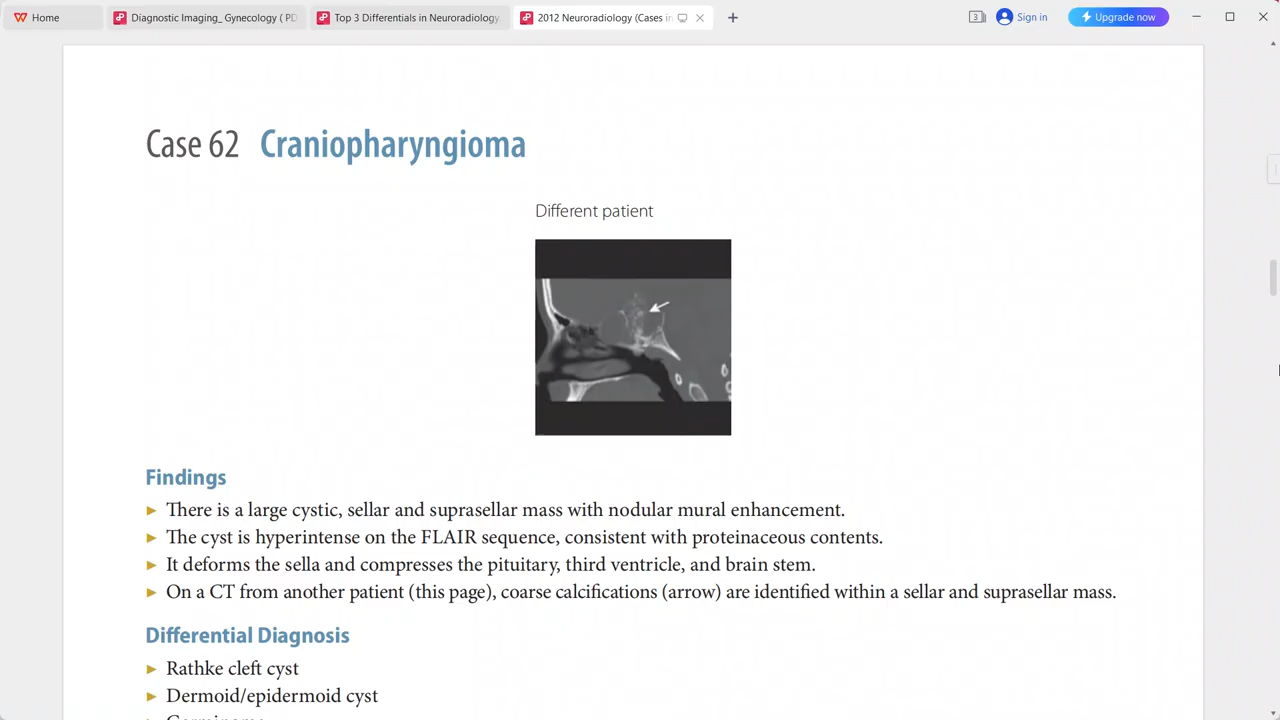 Home
Diagnostic Imaging_ Gynecology ( PD
Top 3 Differentials in Neuroradiology
2012 Neuroradiology (Cases in
3
Sign in
Upgrade now
Case 62 Craniopharyngioma
Different patient
Findings
► There is a large cystic, sellar and suprasellar mass with nodular mural enhancement.
► The cyst is hyperintense on the FLAIR sequence, consistent with proteinaceous contents.
► It deforms the sella and compresses the pituitary, third ventricle, and brain stem.
► On a CT from another patient (this page), coarse calcifications (arrow) are identified within a sellar and suprasellar mass.
Differential Diagnosis
► Rathke cleft cyst
► Dermoid/epidermoid cyst